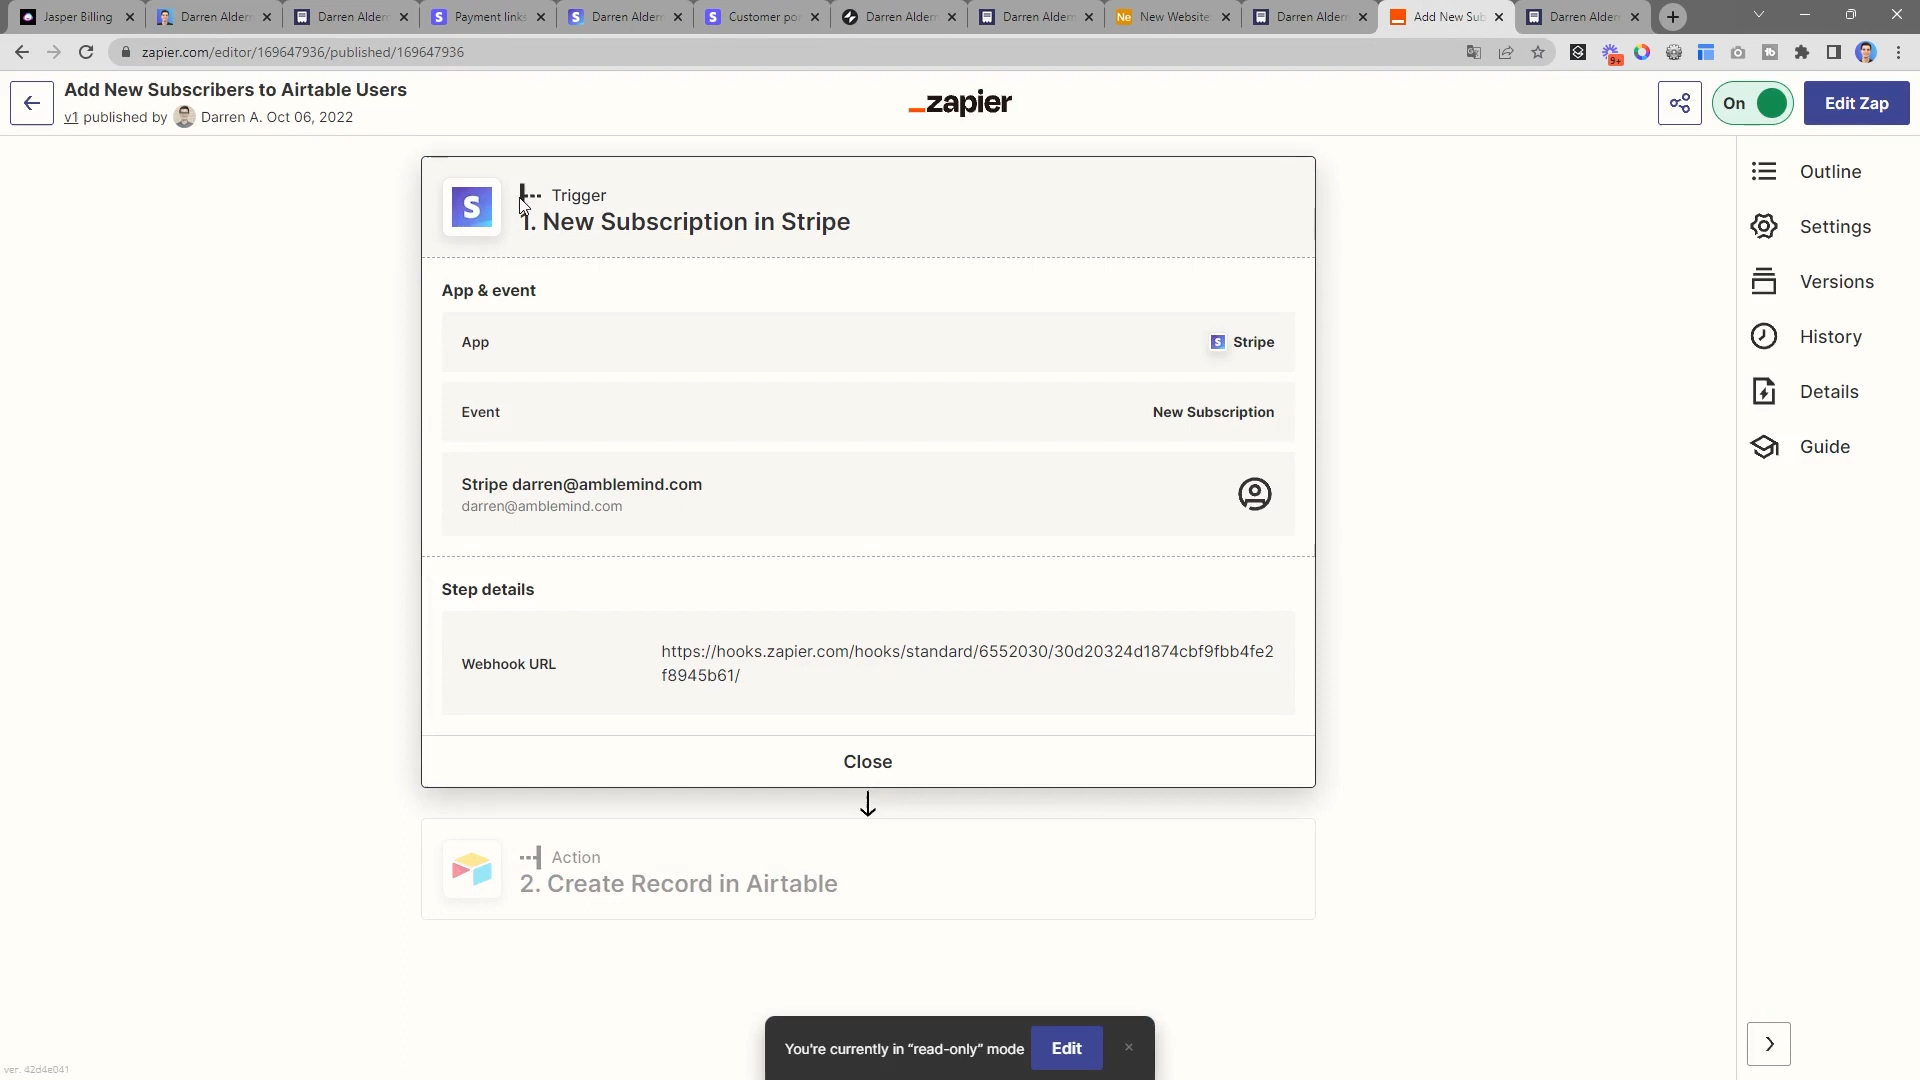 Jasper Billing
Darren Alder
Darren Alder
Payment links
Darren Alder
Customer po
Darren Alder
Darren Alder
Ne New Website
Darren Alder
Add New Sub
Darren Alder
zapier.com/editor/169647936/published/169647936
9+
Add New Subscribers to Airtable Users
v1 published by Darren A. Oct 06, 2022
_zapier
On
Edit Zap
Trigger
1. New Subscription in Stripe
App & event
App
Stripe
Event
New Subscription
Stripe darren@amblemind.com
darren@amblemind.com
Step details
Webhook URL
https://hooks.zapier.com/hooks/standard/6552030/30d20324d1874cbf9fbb4fe2
f8945b61/
Close
Action
2. Create Record in Airtable
Outline
Settings
Versions
History
Details
Guide
You're currently in “read-only” mode
Edit
ver. 42d4e041